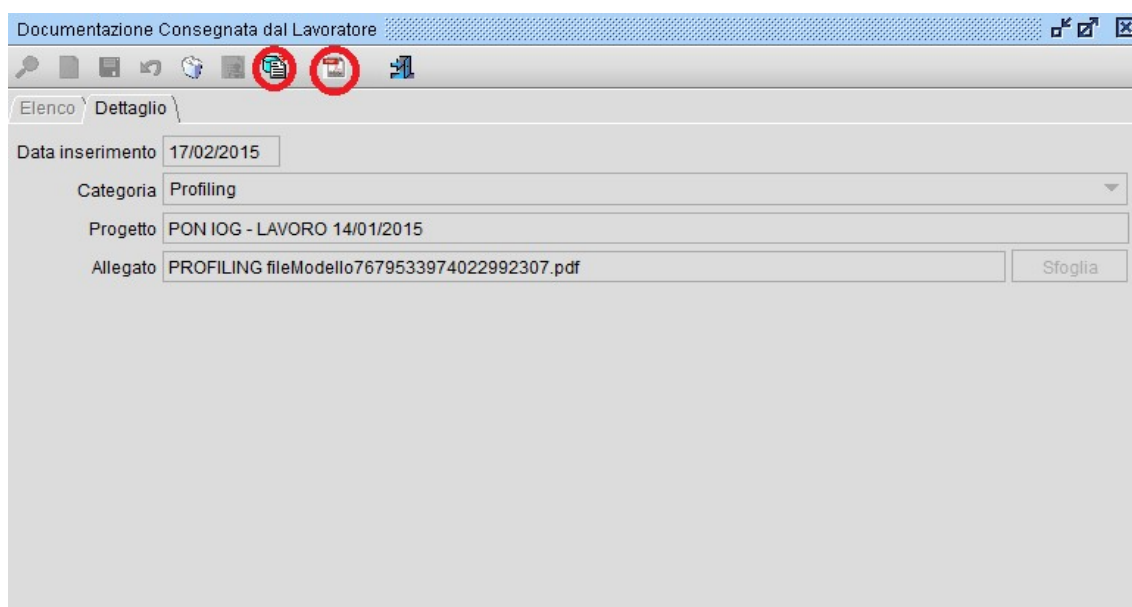 Documentazione Consegnata dal Lavoratore
Elenco Dettaglio
Data inserimento 17/02/2015
Categoria Profiling
Progetto PON IOG - LAVORO 14/01/2015
Allegato PROFILING fileModello7679533974022992307.pdf Sfoglia